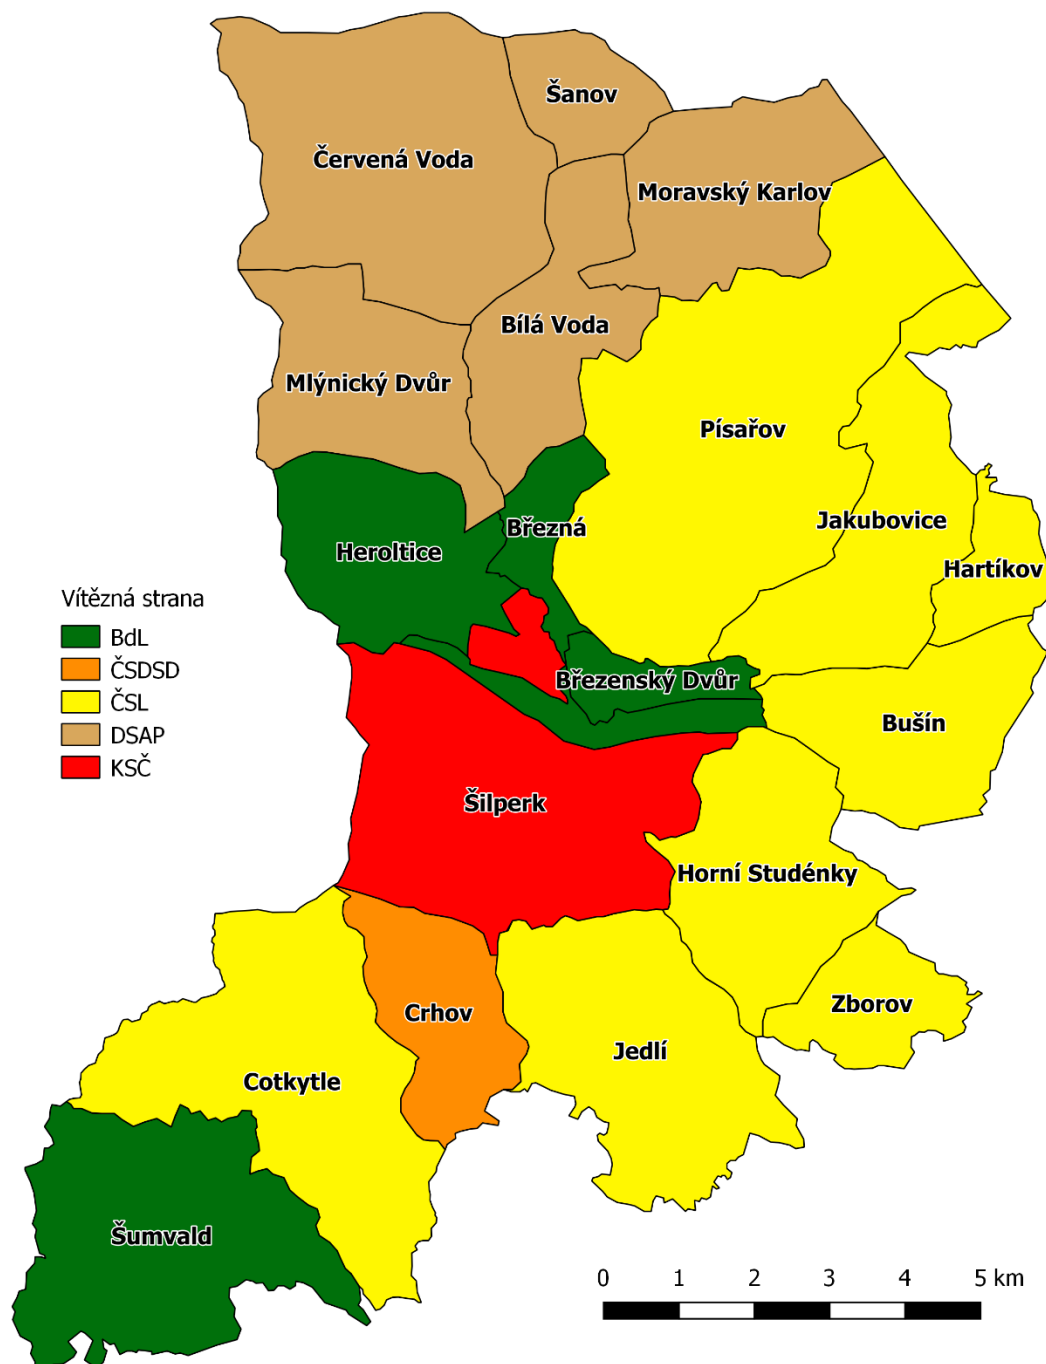 Šanov
Červená Voda
Moravský Karlov
Bílá Voda
Mlýnický Dvůr
Písařov
Jakubovice
Březná
Heroltice
Hartíkov
Vítězná strana
BdL
ČSDSD
ČSL
DSAP
KSČ
Březenský Dvůr
Bušín
Šilperk
Horní Studénky
Zborov
Crhov
Jedlí
Cotkytle
Šumvald
0 1 2 3 4 5 km